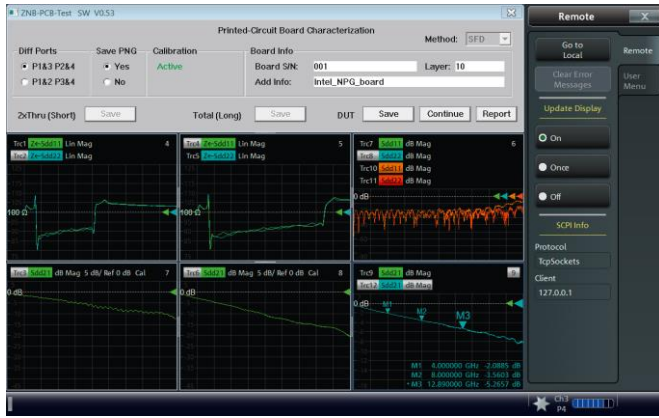 ZNB-PCB-Test SW V0.53
Printed-Circuit Board Characterization
Method: SFD
Diff Ports
Save PNG
Calibration
Board Info
P1&3 P2&4
Yes
Active
Board S/N: 001 Layer: 10
P1&2 P3&4
No
Add Info: Intel_NPG_board
2xThru (Short) Save Total (Long) Save DUT Save Continue Report
Trc1 Z←Sdd11 Lin Mag 4
Trc2 Z←Sdd22 Lin Mag
100 Ω
Trc4 Z←Sdd11 Lin Mag 5
Trc5 Z←Sdd22 Lin Mag
100 Ω
Trc7 Sdd11 dB Mag 6
Trc8 Sdd22 dB Mag
Trc10 Sdd11 dB Mag
Trc11 Sdd22 dB Mag
0 dB
Trc3 Sdd21 dB Mag 5 dB/ Ref 0 dB Cal 7
0 dB
Trc6 Sdd21 dB Mag 5 dB/ Ref 0 dB Cal 8
0 dB
Trc9 Sdd21 dB Mag 9
Trc12 Sdd21 dB Mag
0 dB
M1
M2
M3
M1 4.000000 GHz -2.0885 dB
M2 8.000000 GHz -3.5603 dB
•M3 12.890000 GHz -5.2657 dB
Remote X
Go to
Local
Remote
Clear Error
Messages
User
Menu
Update Display
On
Once
Off
SCPI Info
Protocol
TcpSockets
Client
127.0.0.1
Ch3
P4